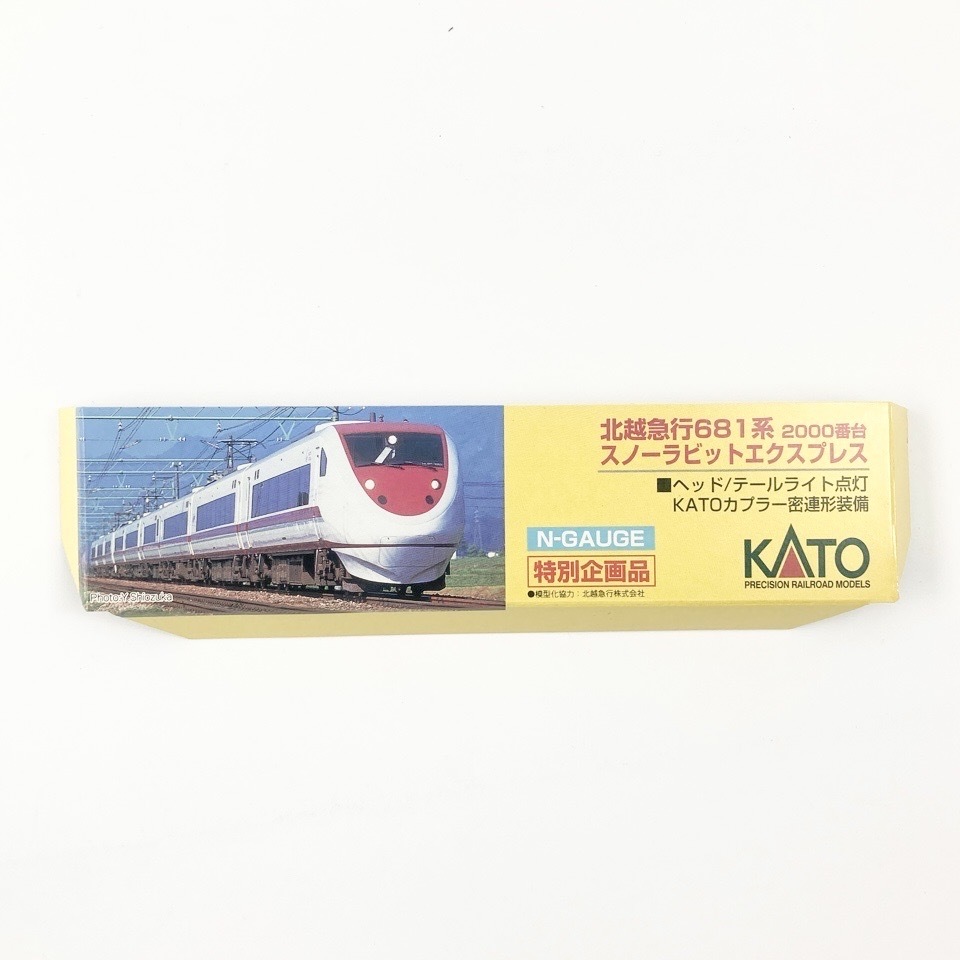 北越急行681系 2000番台
スノーラビットエクスプレス
■ヘッド/テールライト点灯
KATOカプラー密連形装備
N-GAUGE
特別企画品
●模型化協力：北越急行株式会社
KATO
PRECISION RAILROAD MODELS
Photo:Y.Shiozuka